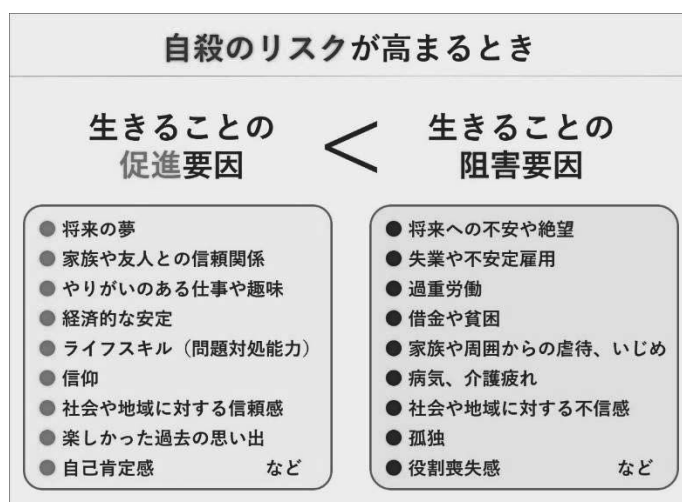 自殺のリスクが高まるとき
生きることの
促進要因
<
生きることの
阻害要因
● 将来の夢
● 家族や友人との信頼関係
● やりがいのある仕事や趣味
● 経済的な安定
● ライフスキル（問題対処能力）
● 信仰
● 社会や地域に対する信頼感
● 楽しかった過去の思い出
● 自己肯定感　など
● 将来への不安や絶望
● 失業や不安定雇用
● 過重労働
● 借金や貧困
● 家族や周囲からの虐待、いじめ
● 病気、介護疲れ
● 社会や地域に対する不信感
● 孤独
● 役割喪失感　など